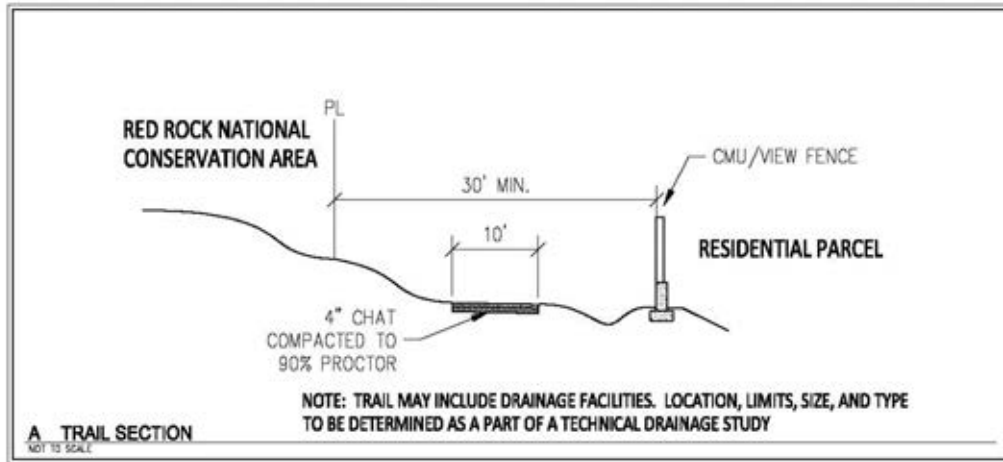 PL
RED ROCK NATIONAL
CONSERVATION AREA
CMU/VIEW FENCE
30' MIN.
10'
RESIDENTIAL PARCEL
4" CHAT
COMPACTED TO
90% PROCTOR
NOTE: TRAIL MAY INCLUDE DRAINAGE FACILITIES. LOCATION, LIMITS, SIZE, AND TYPE
TO BE DETERMINED AS A PART OF A TECHNICAL DRAINAGE STUDY
A TRAIL SECTION
NOT TO SCALE